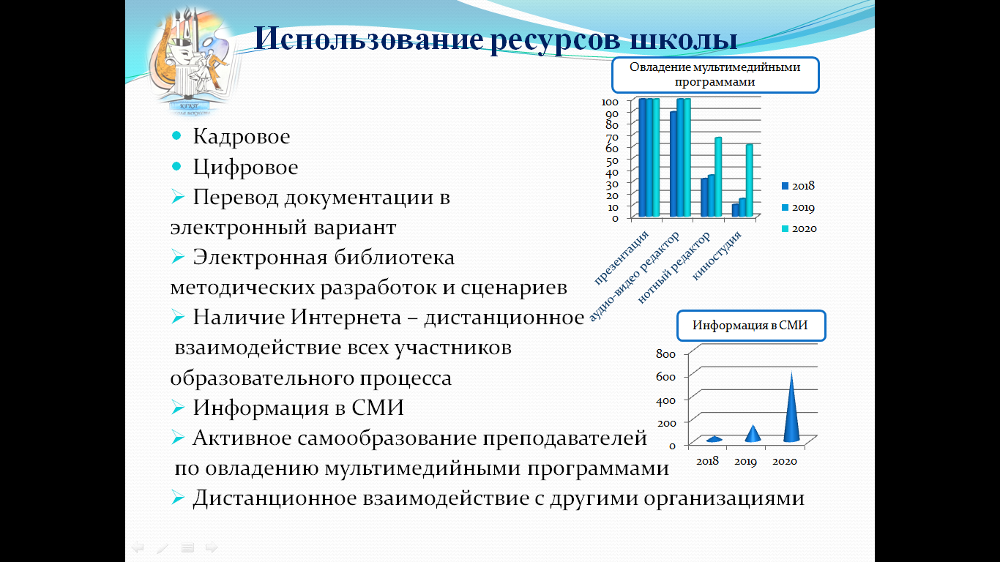 Использование ресурсов школы
КГКП
Кадровое
Цифровое
Перевод документации в
электронный вариант
Электронная библиотека
методических разработок и сценариев
Наличие Интернета – дистанционное
взаимодействие всех участников
образовательного процесса
Информация в СМИ
Активное самообразование преподавателей
по овладению мультимедийными программами
Дистанционное взаимодействие с другими организациями
Овладение мультимедийными
программами
100
90
80
70
60
50
40
30
20
10
0
презентация
аудио-видео редактор
нотный редактор
киностудия
2018
2019
2020
Информация в СМИ
800
600
400
200
0
2018 2019 2020